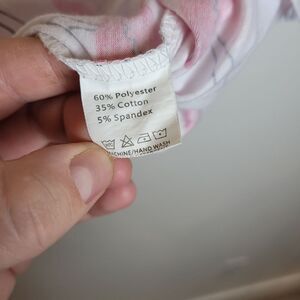 60% Polyester
35% Cotton
5% Spandex
MACHINE/HAND WASH